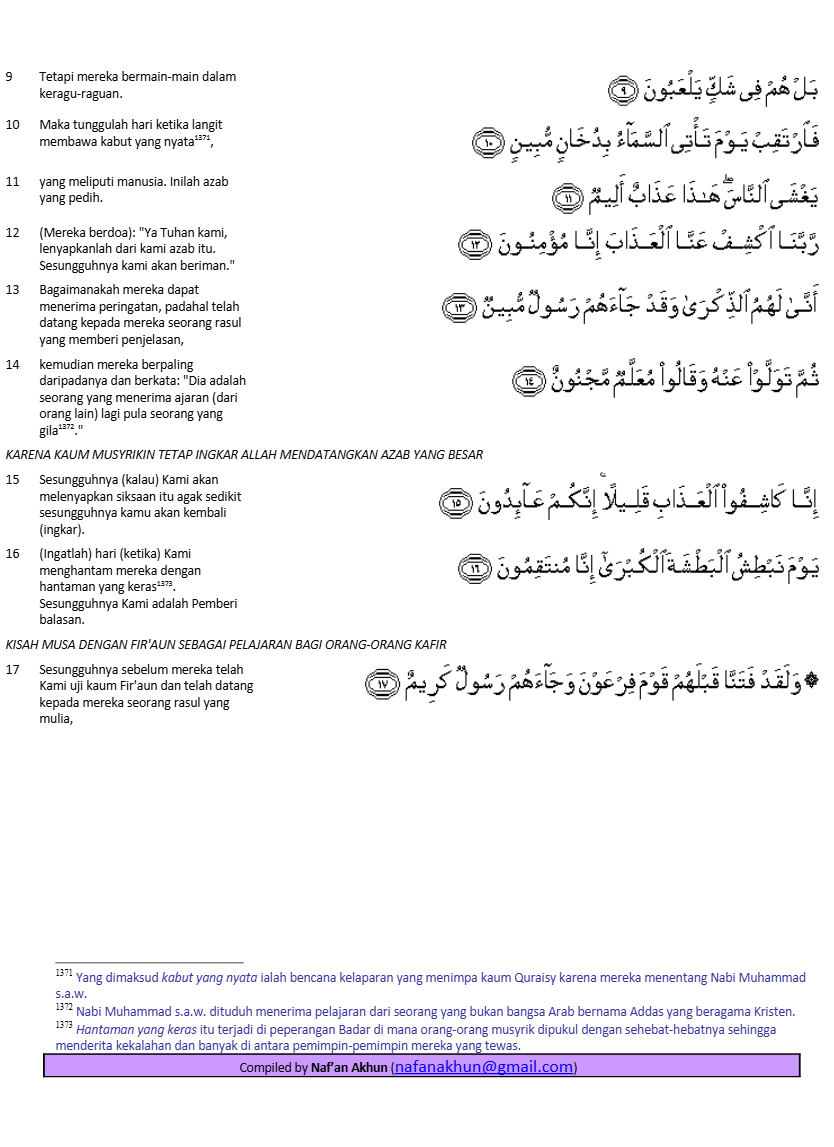 9 Tetapi mereka bermain-main dalam
keragu-raguan.
بَلْ هُمْ فِى شَكٍّ يَلْعَبُونَ ﴿٩﴾
10 Maka tunggulah hari ketika langit
membawa kabut yang nyata¹³⁷¹,
فَٱرْتَقِبْ يَوْمَ تَأْتِى ٱلسَّمَآءُ بِدُخَانٍ مُّبِينٍ ﴿١٠﴾
11 yang meliputi manusia. Inilah azab
yang pedih.
يَغْشَى ٱلنَّاسَ ۖ هَـٰذَا عَذَابٌ أَلِيمٌ ﴿١١﴾
12 (Mereka berdoa): "Ya Tuhan kami,
lenyapkanlah dari kami azab itu.
Sesungguhnya kami akan beriman."
رَّبَّنَا ٱكْشِفْ عَنَّا ٱلْعَذَابَ إِنَّا مُؤْمِنُونَ ﴿١٢﴾
13 Bagaimanakah mereka dapat
menerima peringatan, padahal telah
datang kepada mereka seorang rasul
yang memberi penjelasan,
أَنَّىٰ لَهُمُ ٱلذِّكْرَىٰ وَقَدْ جَآءَهُمْ رَسُولٌ مُّبِينٌ ﴿١٣﴾
14 kemudian mereka berpaling
daripadanya dan berkata: "Dia adalah
seorang yang menerima ajaran (dari
orang lain) lagi pula seorang yang
gila¹³⁷²."
ثُمَّ تَوَلَّوْا۟ عَنْهُ وَقَالُوا۟ مُعَلَّمٌ مَّجْنُونٌ ﴿١٤﴾
KARENA KAUM MUSYRIKIN TETAP INGKAR ALLAH MENDATANGKAN AZAB YANG BESAR
15 Sesungguhnya (kalau) Kami akan
melenyapkan siksaan itu agak sedikit
sesungguhnya kamu akan kembali
(ingkar).
إِنَّا كَاشِفُوا۟ ٱلْعَذَابِ قَلِيلًا ۚ إِنَّكُمْ عَآئِدُونَ ﴿١٥﴾
16 (Ingatlah) hari (ketika) Kami
menghantam mereka dengan
hantaman yang keras¹³⁷³.
Sesungguhnya Kami adalah Pemberi
balasan.
يَوْمَ نَبْطِشُ ٱلْبَطْشَةَ ٱلْكُبْرَىٰٓ إِنَّا مُنتَقِمُونَ ﴿١٦﴾
KISAH MUSA DENGAN FIR'AUN SEBAGAI PELAJARAN BAGI ORANG-ORANG KAFIR
17 Sesungguhnya sebelum mereka telah
Kami uji kaum Fir'aun dan telah datang
kepada mereka seorang rasul yang
mulia,
۞ وَلَقَدْ فَتَنَّا قَبْلَهُمْ قَوْمَ فِرْعَوْنَ وَجَآءَهُمْ رَسُولٌ كَرِيمٌ ﴿١٧﴾
¹³⁷¹ Yang dimaksud kabut yang nyata ialah bencana kelaparan yang menimpa kaum Quraisy karena mereka menentang Nabi Muhammad
s.a.w.
¹³⁷² Nabi Muhammad s.a.w. dituduh menerima pelajaran dari seorang yang bukan bangsa Arab bernama Addas yang beragama Kristen.
¹³⁷³ Hantaman yang keras itu terjadi di peperangan Badar di mana orang-orang musyrik dipukul dengan sehebat-hebatnya sehingga
menderita kekalahan dan banyak di antara pemimpin-pemimpin mereka yang tewas.
Compiled by Naf’an Akhun (nafanakhun@gmail.com)